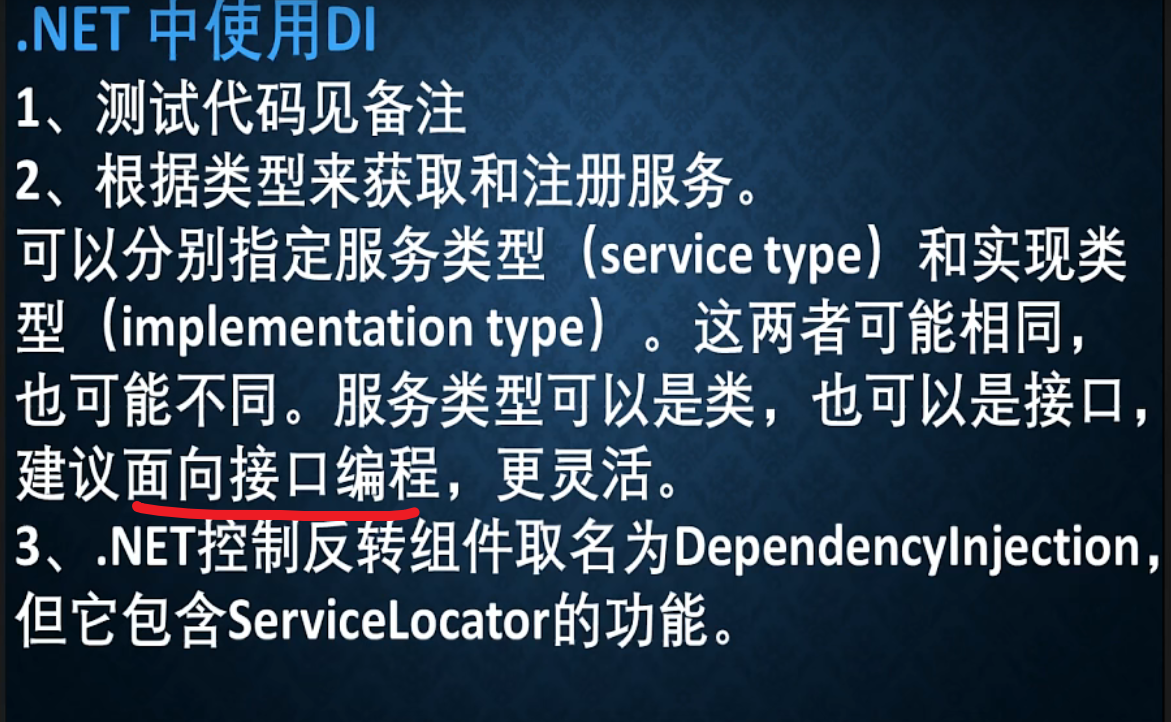 .NET 中使用DI
1、测试代码见备注
2、根据类型来获取和注册服务。
可以分别指定服务类型（service type）和实现类
型（implementation type）。这两者可能相同，
也可能不同。服务类型可以是类，也可以是接口，
建议面向接口编程，更灵活。
3、.NET控制反转组件取名为DependencyInjection，
但它包含ServiceLocator的功能。